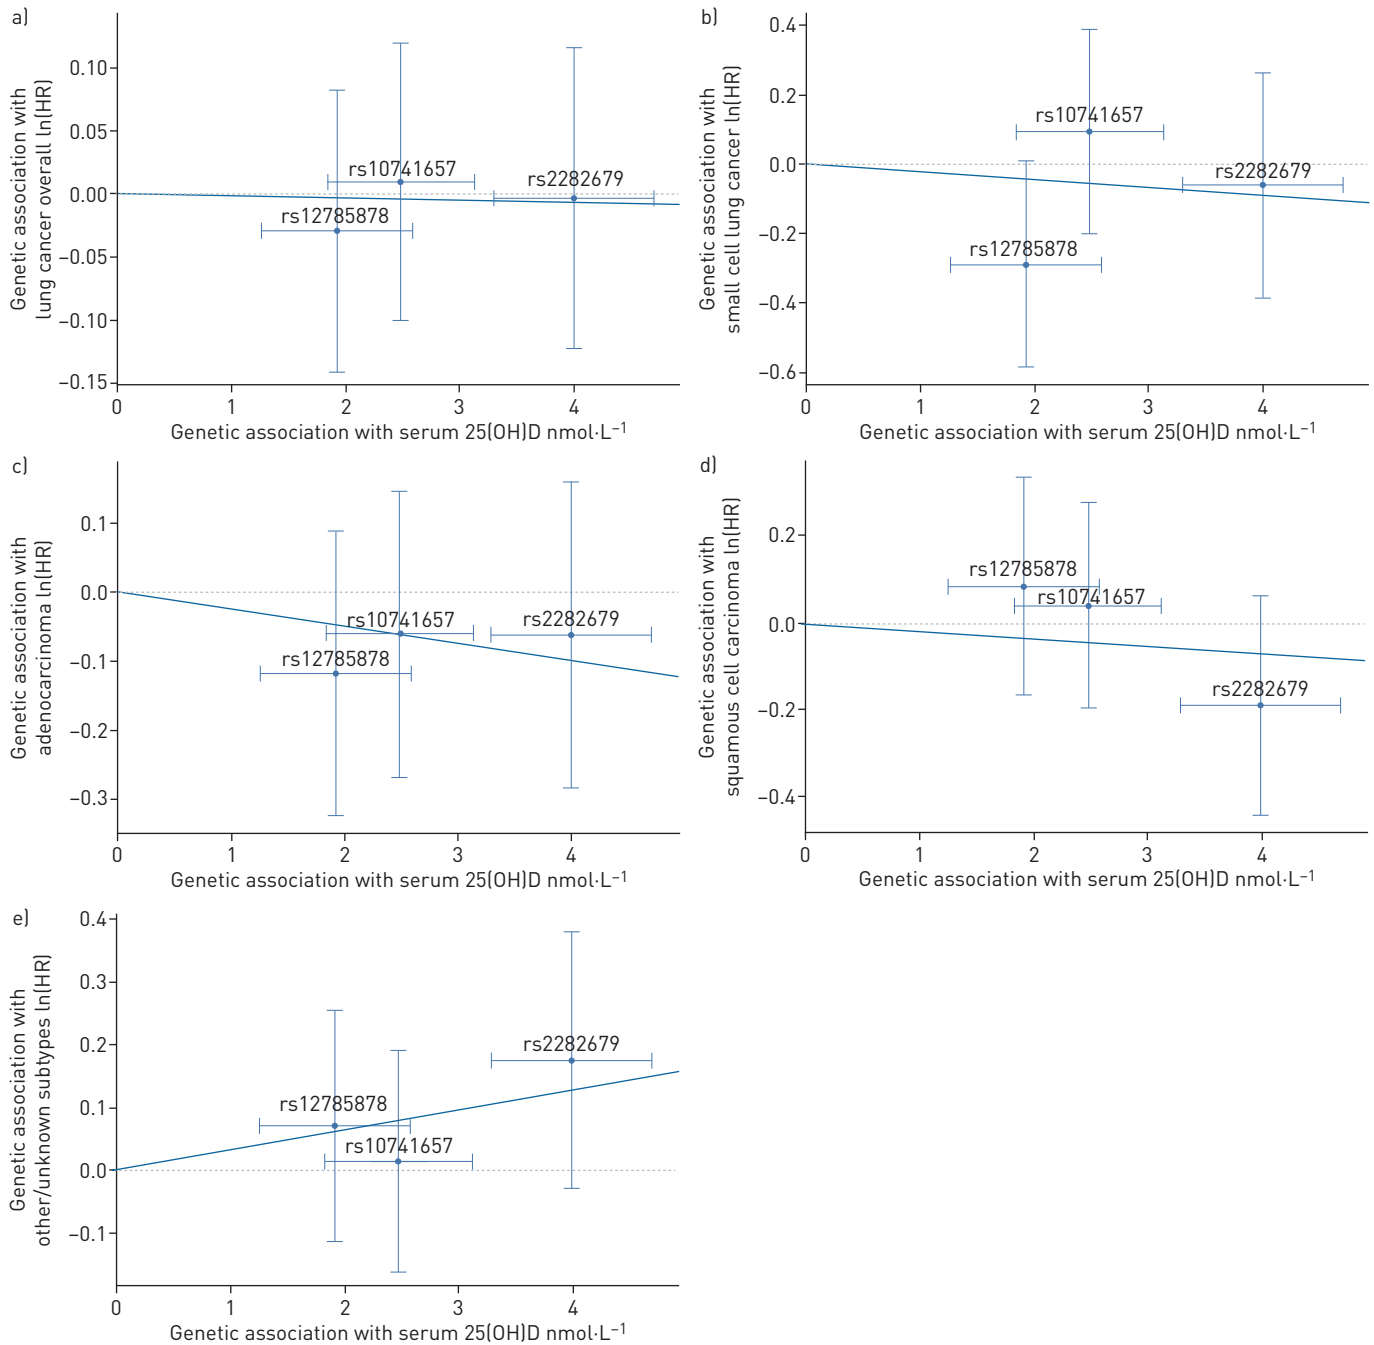 a)
Genetic association with
lung cancer overall ln(HR)
0.10
0.05
0.00
–0.05
–0.10
–0.15
rs10741657
rs2282679
rs12785878
0 1 2 3 4
Genetic association with serum 25(OH)D nmol·L–1
b)
Genetic association with
small cell lung cancer ln(HR)
0.4
0.2
0.0
–0.2
–0.4
–0.6
rs10741657
rs2282679
rs12785878
0 1 2 3 4
Genetic association with serum 25(OH)D nmol·L–1
c)
Genetic association with
adenocarcinoma ln(HR)
0.1
0.0
–0.1
–0.2
–0.3
rs10741657
rs2282679
rs12785878
0 1 2 3 4
Genetic association with serum 25(OH)D nmol·L–1
d)
Genetic association with
squamous cell carcinoma ln(HR)
0.2
0.0
–0.2
–0.4
rs12785878
rs10741657
rs2282679
0 1 2 3 4
Genetic association with serum 25(OH)D nmol·L–1
e)
Genetic association with
other/unknown subtypes ln(HR)
0.4
0.3
0.2
0.1
0.0
–0.1
rs2282679
rs12785878
rs10741657
0 1 2 3 4
Genetic association with serum 25(OH)D nmol·L–1